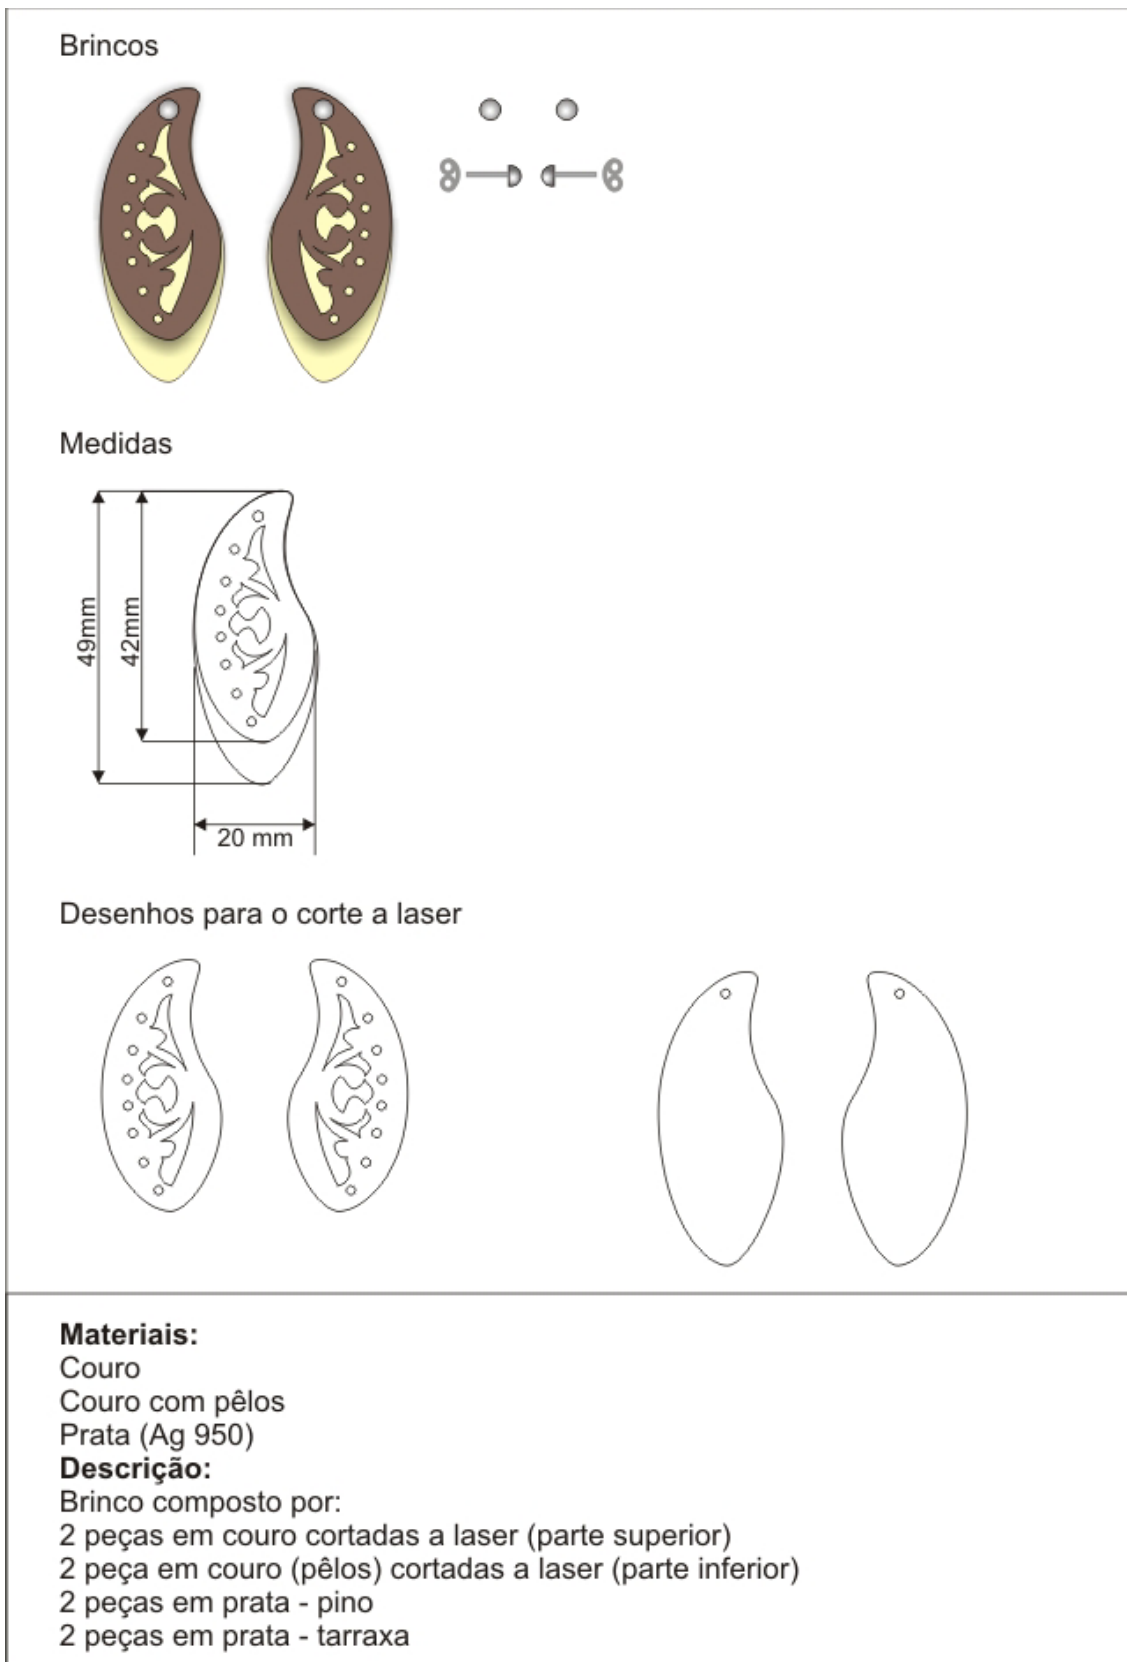 Brincos
Medidas
49mm
42mm
20 mm
Desenhos para o corte a laser
Materiais:
Couro
Couro com pêlos
Prata (Ag 950)
Descrição:
Brinco composto por:
2 peças em couro cortadas a laser (parte superior)
2 peça em couro (pêlos) cortadas a laser (parte inferior)
2 peças em prata - pino
2 peças em prata - tarraxa